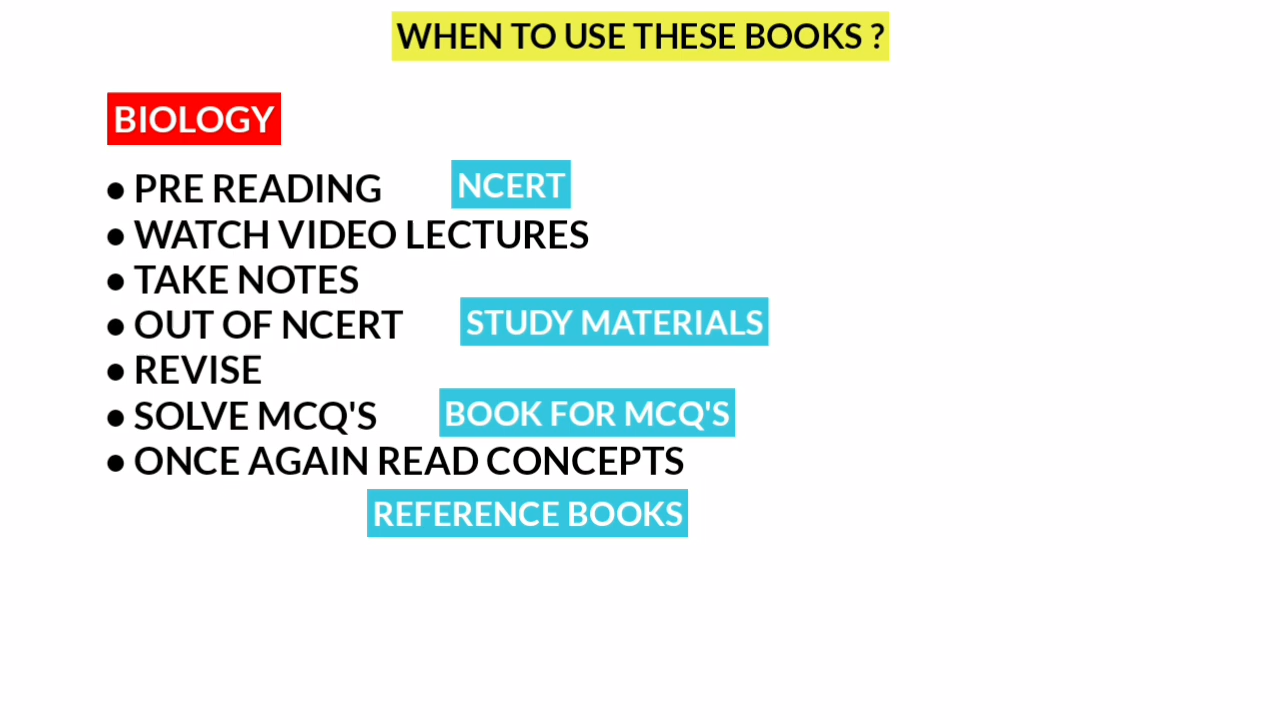 WHEN TO USE THESE BOOKS ?
BIOLOGY
• PRE READING NCERT
• WATCH VIDEO LECTURES
• TAKE NOTES
• OUT OF NCERT STUDY MATERIALS
• REVISE
• SOLVE MCQ'S BOOK FOR MCQ'S
• ONCE AGAIN READ CONCEPTS
REFERENCE BOOKS